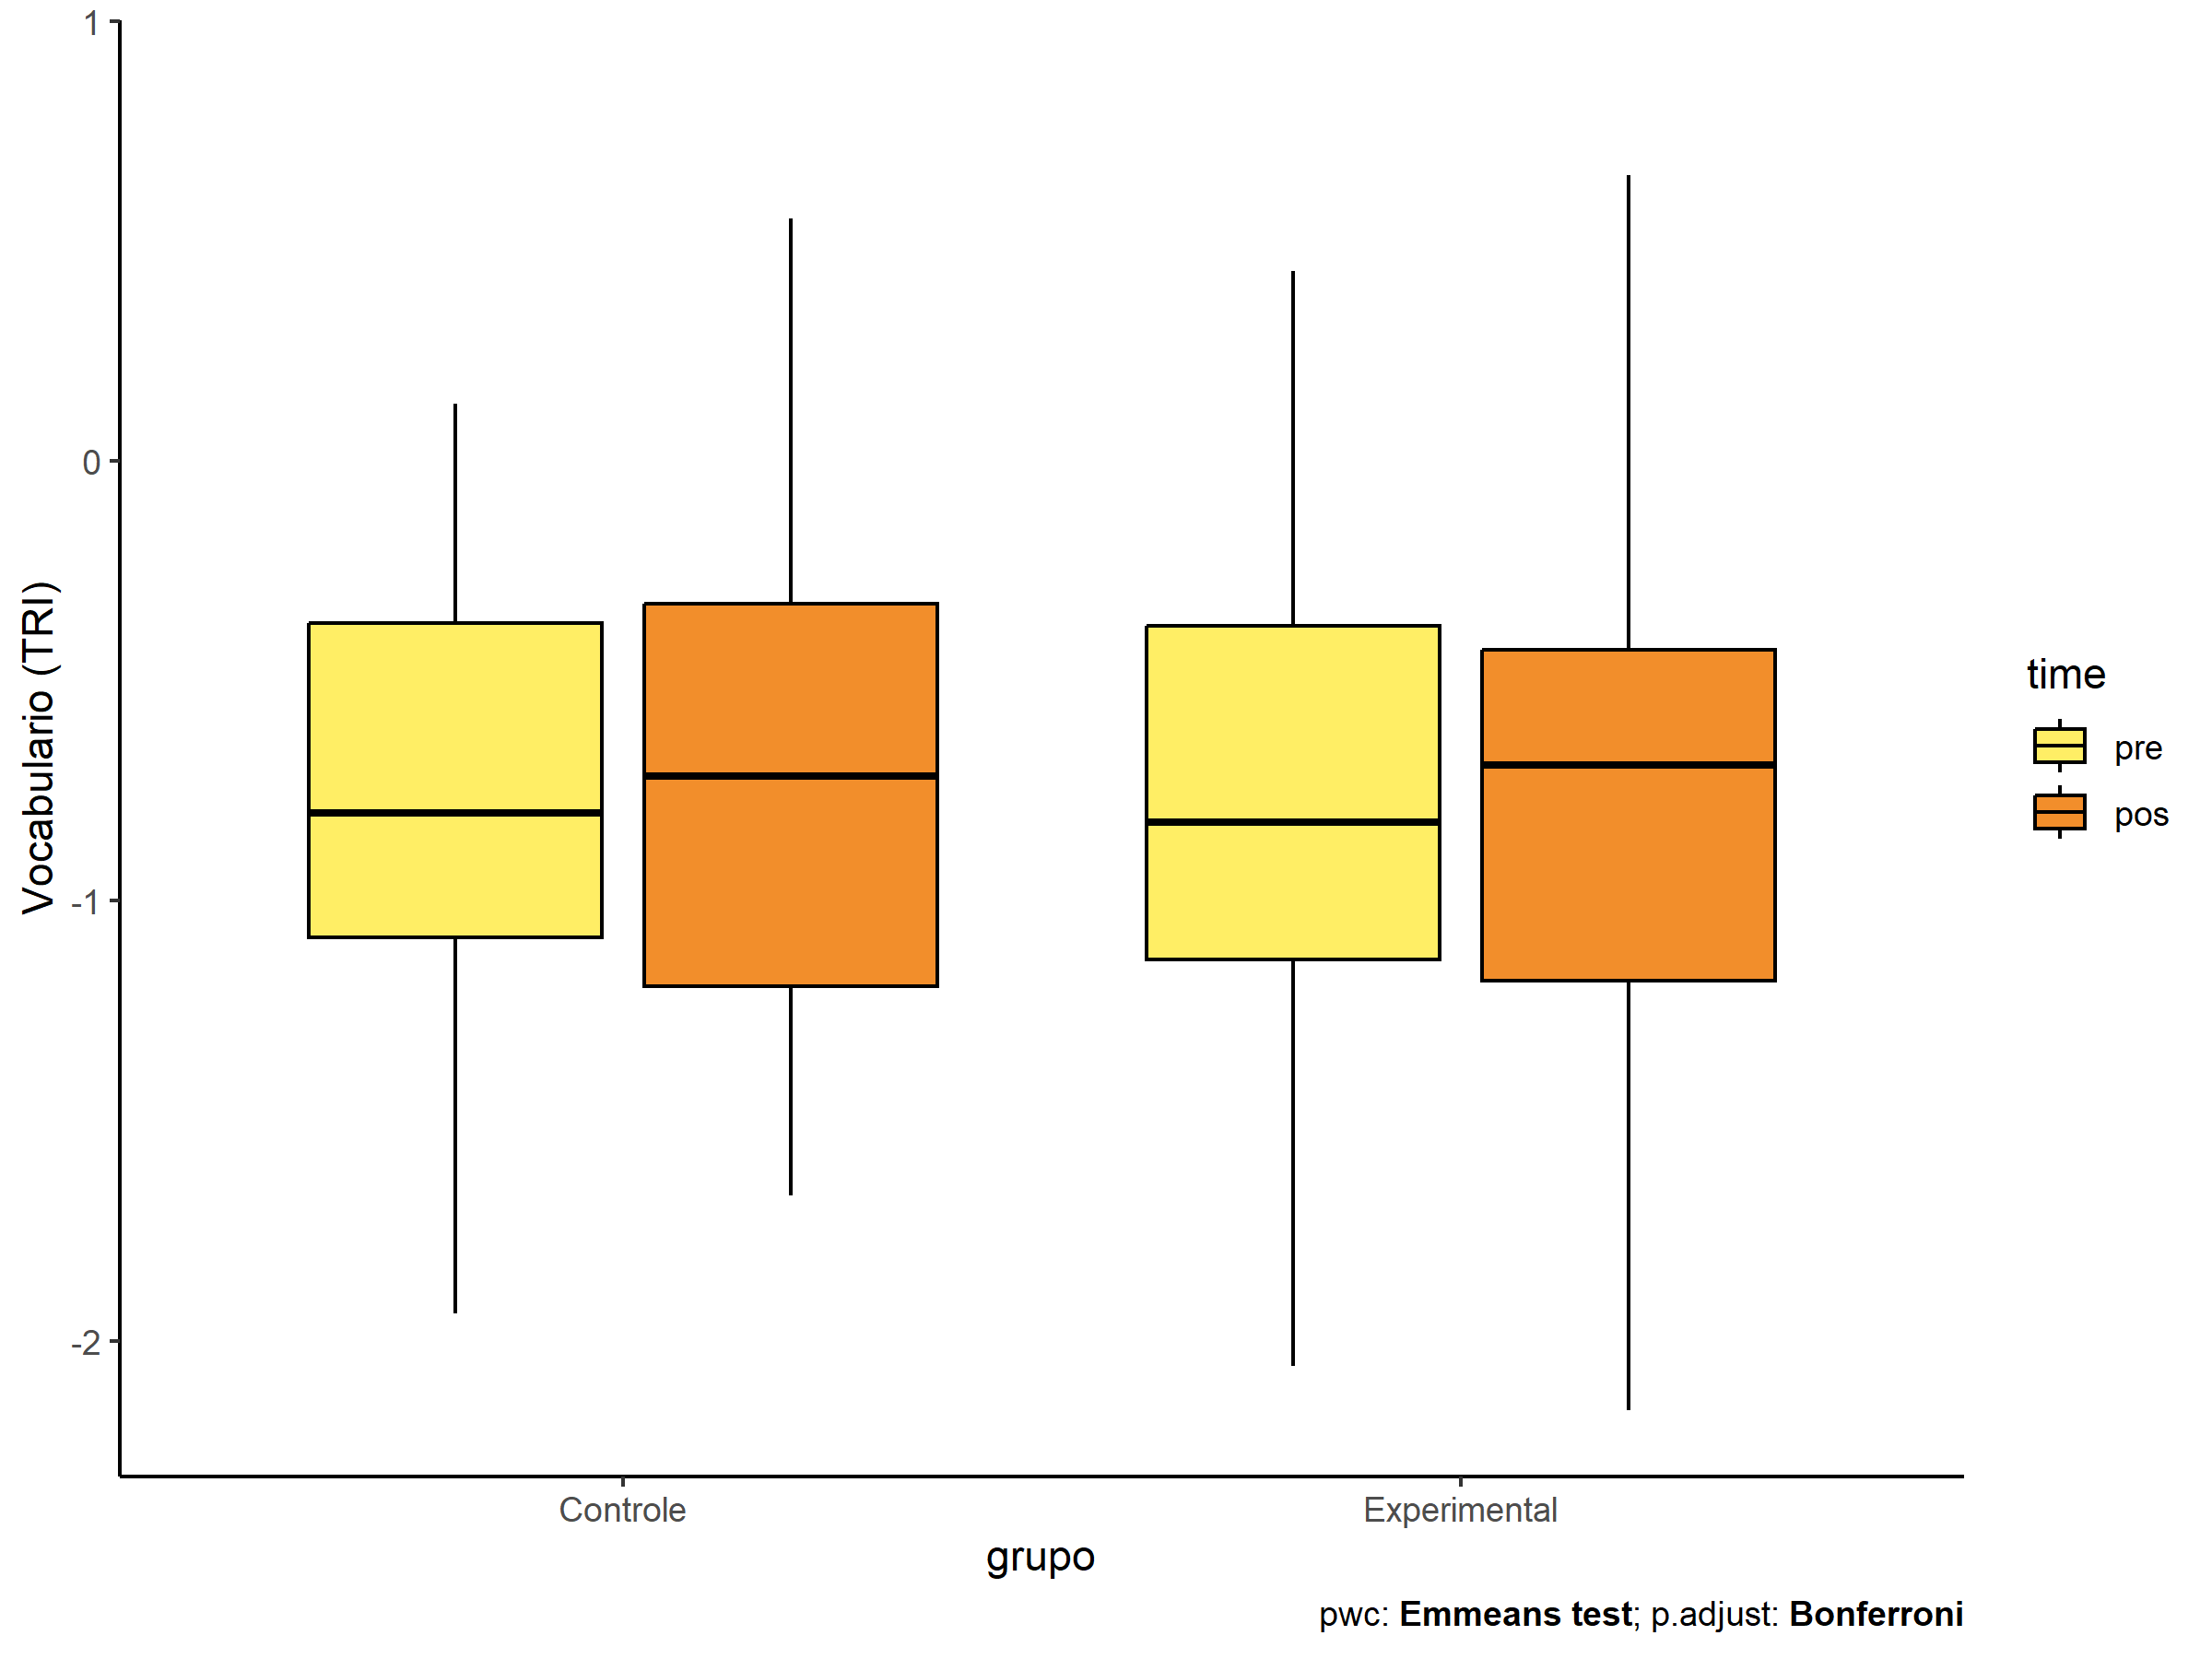 1
0
-1
-2
Vocabulario (TRI)
Controle
Experimental
grupo
time
pre
pos
pwc: Emmeans test; p.adjust: Bonferroni